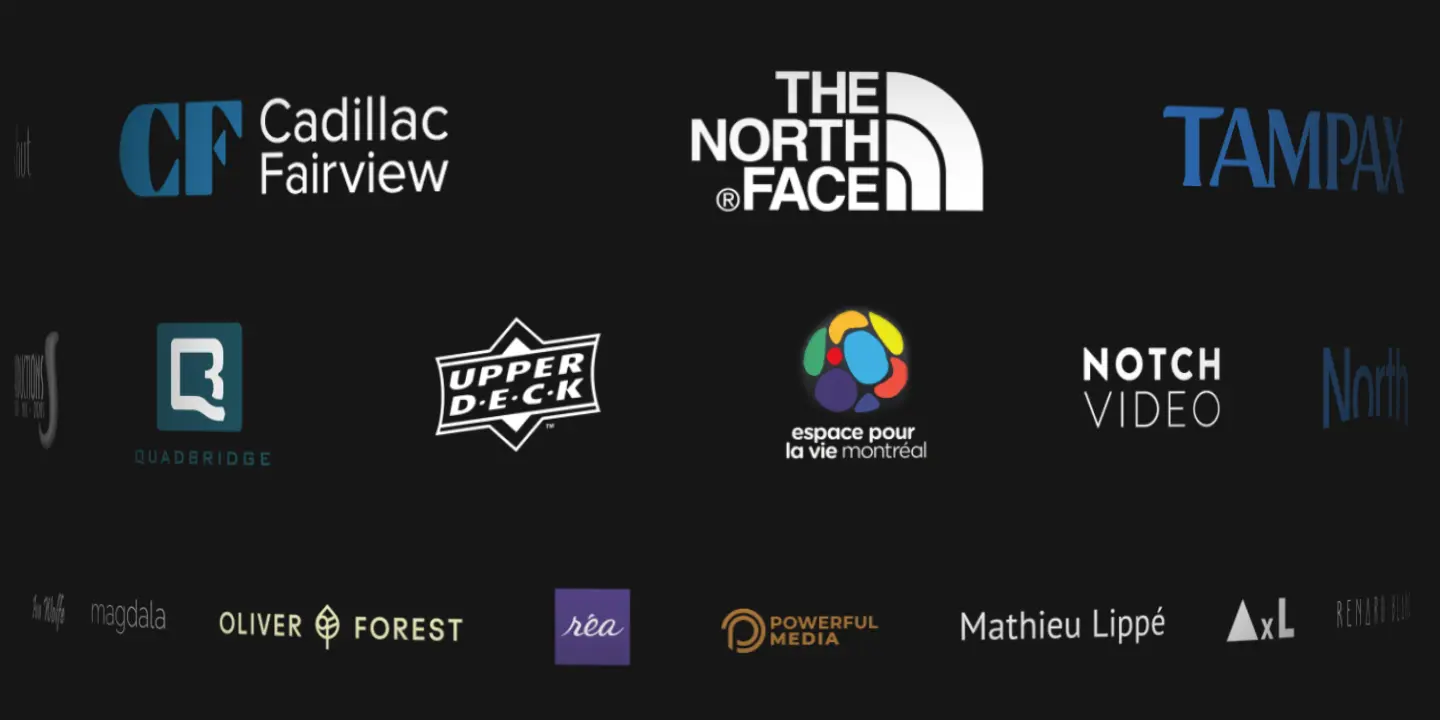 CF Cadillac
Fairview
THE
NORTH
® FACE
TAMPAX
QUADBRIDGE
UPPER
D·E·C·K
™
espace pour
la vie montréal
NOTCH
VIDEO
North
magdala
OLIVER FOREST
réa
POWERFUL
MEDIA
Mathieu Lippé
AxL